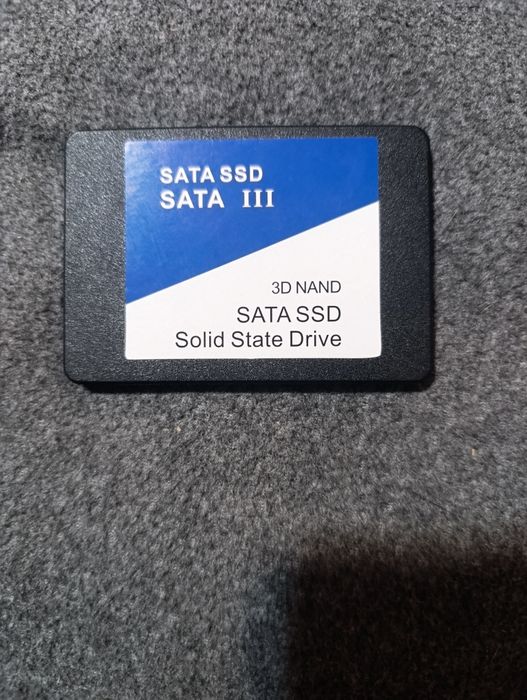 SATA SSD
SATA III
3D NAND
SATA SSD
Solid State Drive